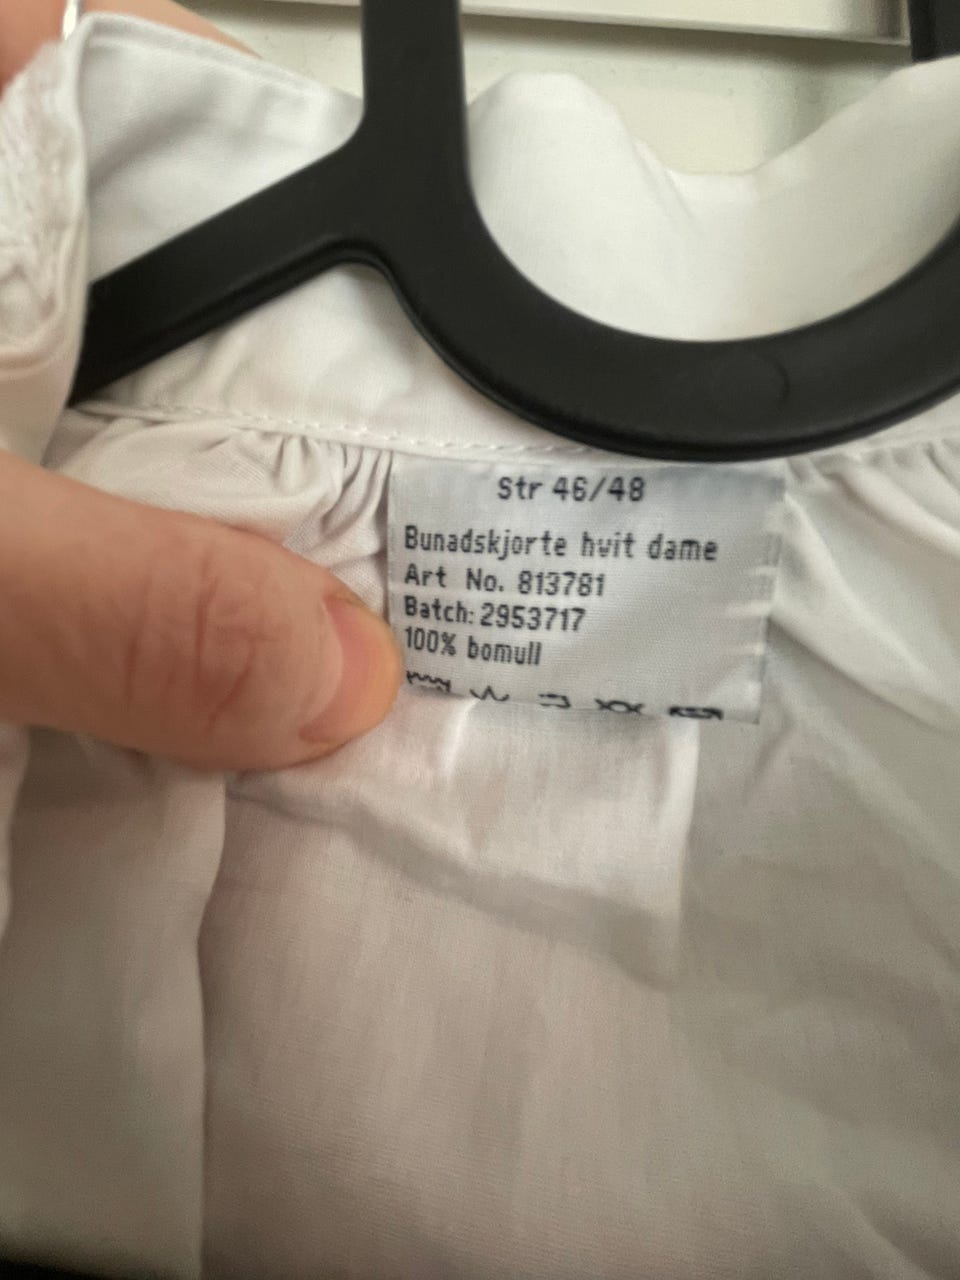 Str 46/48
Bunadskjorte hvit dame
Art No. 813781
Batch: 2953717
100% bomull